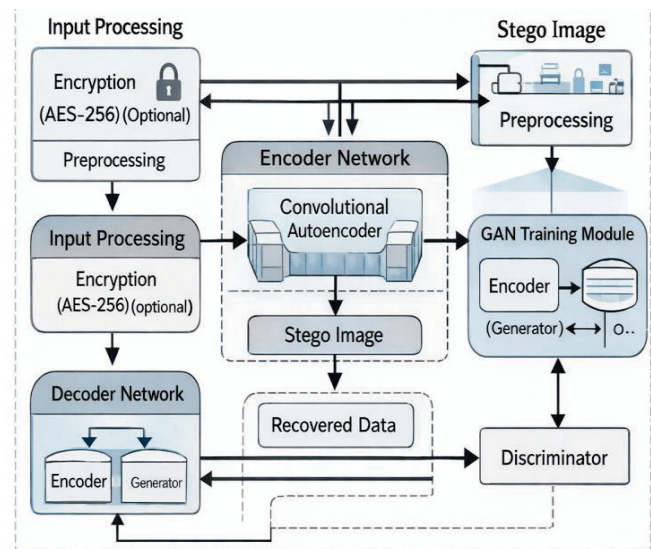 Input Processing
Encryption
(AES-256) (Optional)
Preprocessing
Stego Image
Preprocessing
Encoder Network
Convolutional
Autoencoder
Stego Image
Input Processing
Encryption
(AES-256) (optional)
GAN Training Module
Encoder
(Generator)
O..
Decoder Network
Encoder
Generator
Recovered Data
Discriminator